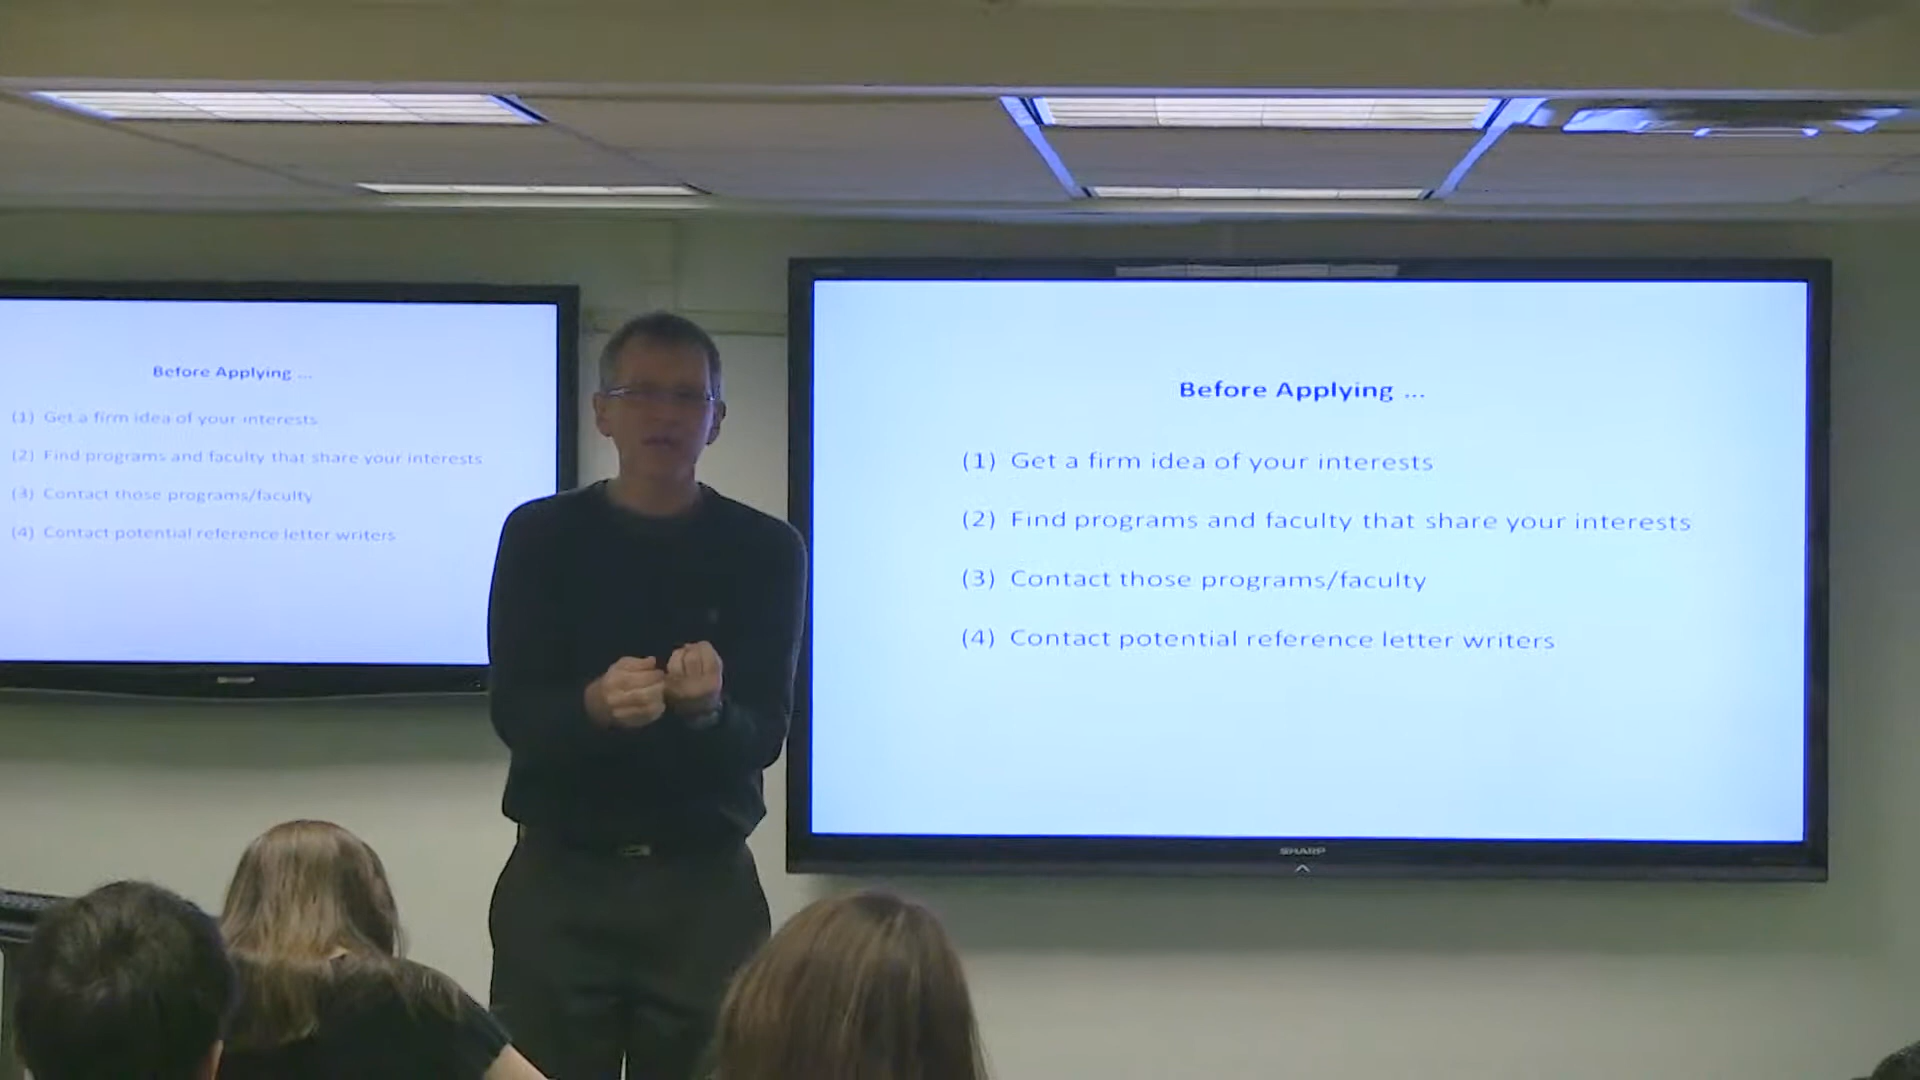 Before Applying ...
(1) Get a firm idea of your interests
(2) Find programs and faculty that share your interests
(3) Contact those programs/faculty
(4) Contact potential reference letter writers
Before Applying ...
(1) Get a firm idea of your interests
(2) Find programs and faculty that share your interests
(3) Contact those programs/faculty
(4) Contact potential reference letter writers
SHARP